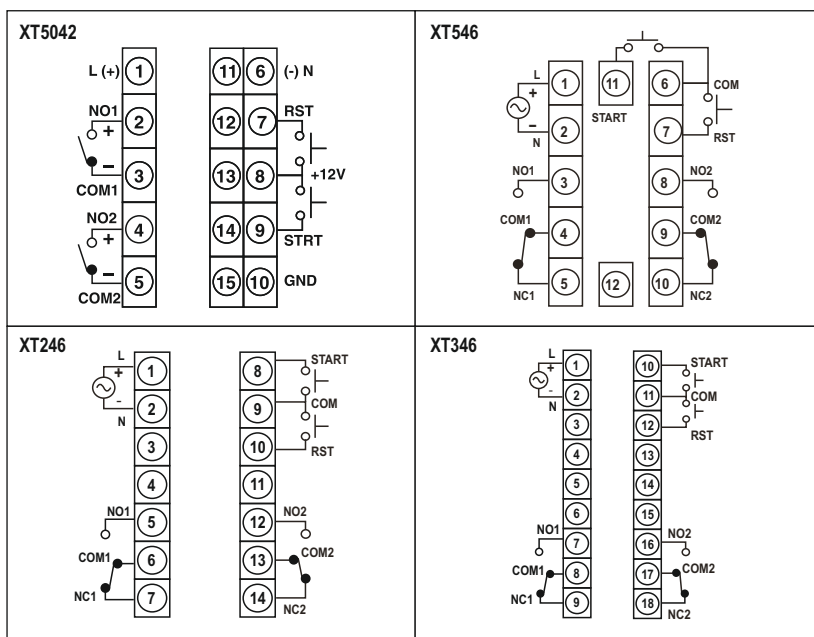 XT5042
L (+) 1 11 6 (-) N
NO1 2 12 7 RST
+
− 3 13 8 +12V
COM1
NO2 4 14 9 STRT
+
− 5 15 10 GND
COM2
XT546
L 1 11 6 COM
+
START
− 2 7 RST
N
NO1 3 8 NO2
COM1 4 9 COM2
5 12 10
NC1 NC2
XT246
L 1 8 START
+
- 2 9 COM
N
3 10 RST
4 11
NO1 5 12 NO2
COM1 6 13 COM2
NC1 7 14 NC2
XT346
L 1 10 START
+
- 2 11 COM
N
3 12 RST
4 13
5 14
6 15
NO1 7 16 NO2
COM1 8 17 COM2
NC1 9 18 NC2